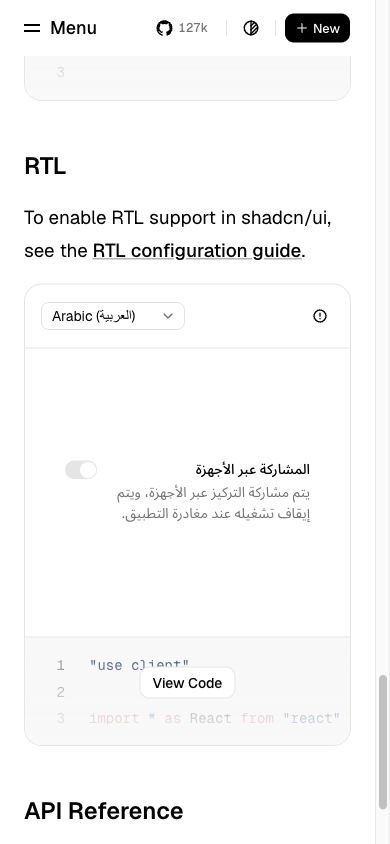 Menu
127k
New
3
RTL
To enable RTL support in shadcn/ui,
see the RTL configuration guide.
Arabic (العربية)
المشاركة عبر الأجهزة
يتم مشاركة التركيز عبر الأجهزة، ويتم
إيقاف تشغيله عند مغادرة التطبيق.
1 "use client"
2
View Code
3 import * as React from "react"
API Reference